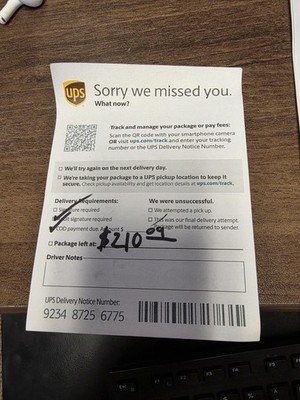 ups
Sorry we missed you.
What now?
Track and manage your package or pay fees:
Scan the QR code with your smartphone camera
OR visit ups.com/track and enter your tracking
number or the UPS Delivery Notice Number.
We'll try again on the next delivery day.
We're taking your package to a UPS pickup location to keep it
secure. Check pickup availability and get location details at ups.com/track.
Delivery Requirements:
Signature required
signature required
COD payment due. Amount $
$210.04
Package left at:
We were unsuccessful.
We attempted a pick up.
This was our final delivery attempt.
Package will be returned to sender.
Driver Notes
UPS Delivery Notice Number:
9234 8725 6775